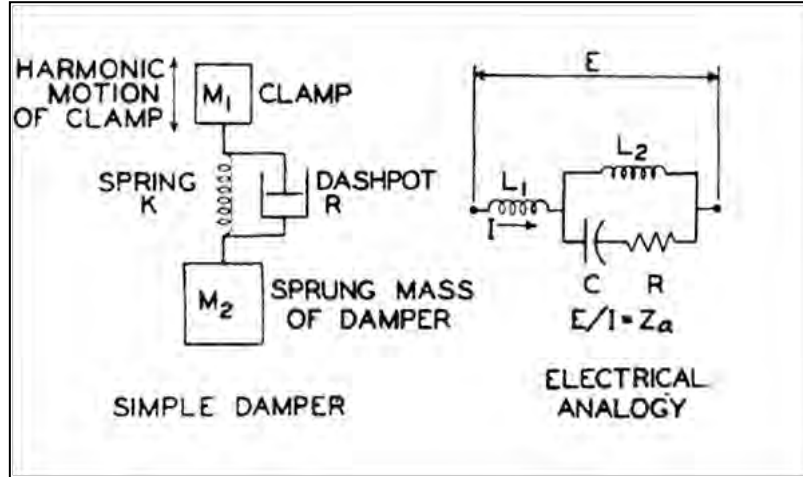 HARMONIC
MOTION
OF CLAMP
M1
CLAMP
SPRING
K
DASHPOT
R
M2
SPRUNG MASS
OF DAMPER
SIMPLE DAMPER
E
L1
L2
I
C
R
E/I = Za
ELECTRICAL
ANALOGY